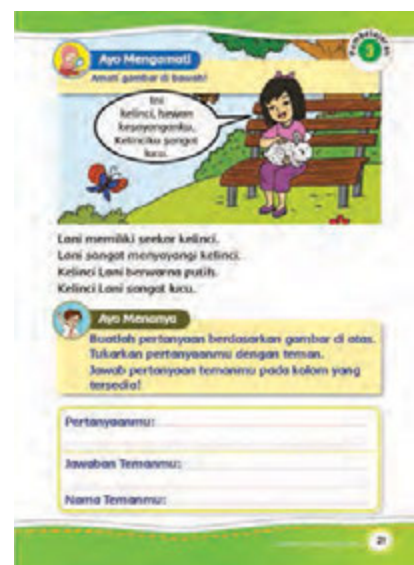 Pembelajaran
3
Ayo Mengamati
Amati gambar di bawah!
Ini
kelinci, hewan
kesayanganku.
Kelinciku sangat
lucu.
Lani memiliki seekor kelinci.
Lani sangat menyayangi kelinci.
Kelinci Lani berwarna putih.
Kelinci Lani sangat lucu.
Ayo Menanya
Buatlah pertanyaan berdasarkan gambar di atas.
Tukarkan pertanyaanmu dengan teman.
Jawab pertanyaan temanmu pada kolom yang
tersedia!
Pertanyaanmu:
Jawaban Temanmu:
Nama Temanmu:
21